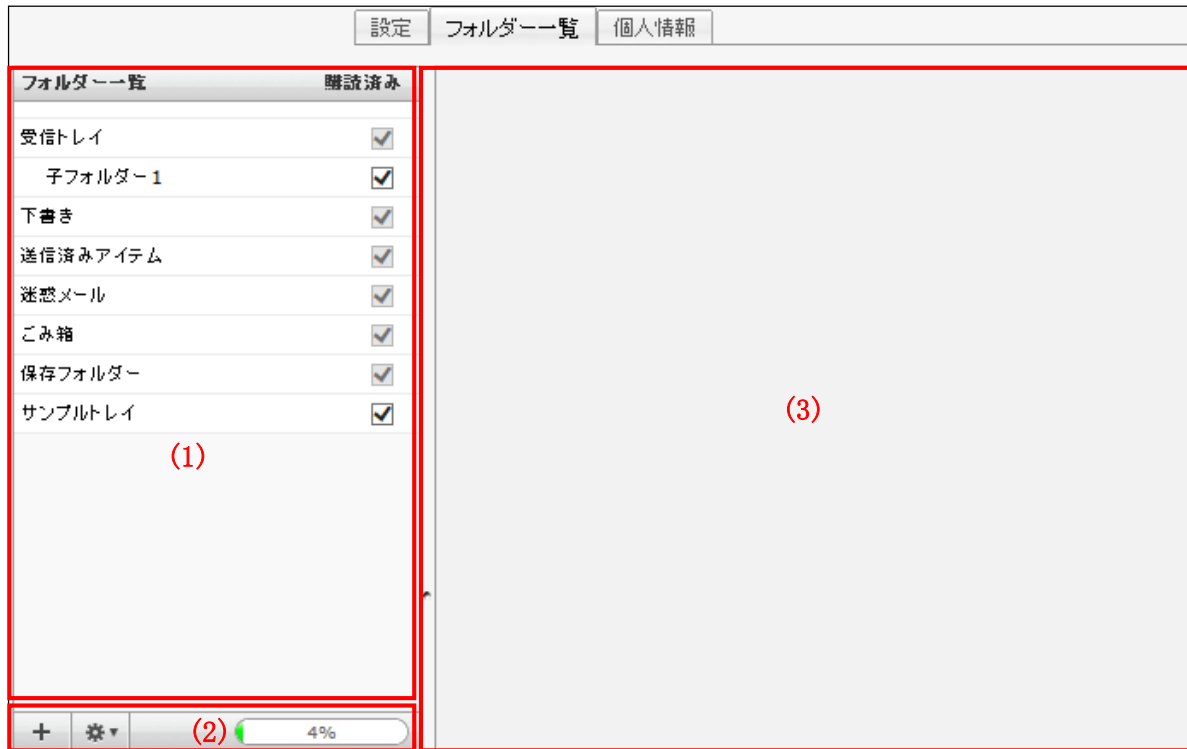 設定 フォルダー一覧 個人情報
フォルダー一覧 購読済み
受信トレイ
子フォルダー1
下書き
送信済みアイテム
迷惑メール
ごみ箱
保存フォルダー
サンプルトレイ
(3)
(1)
(2) 4%